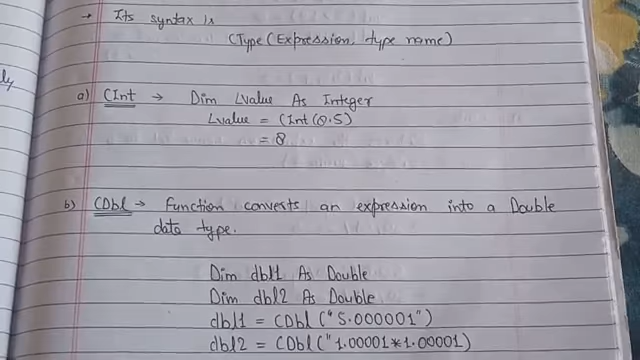 → Its syntax is
CType (Expression, type name)
a) CInt → Dim Lvalue As Integer
Lvalue = CInt (8.5)
= 8
b) CDbl → Function converts an expression into a Double
data type.
Dim dbl1 As Double
Dim dbl2 As Double
dbl1 = CDbl ("5.000001")
dbl2 = CDbl ("1.00001*1.00001)